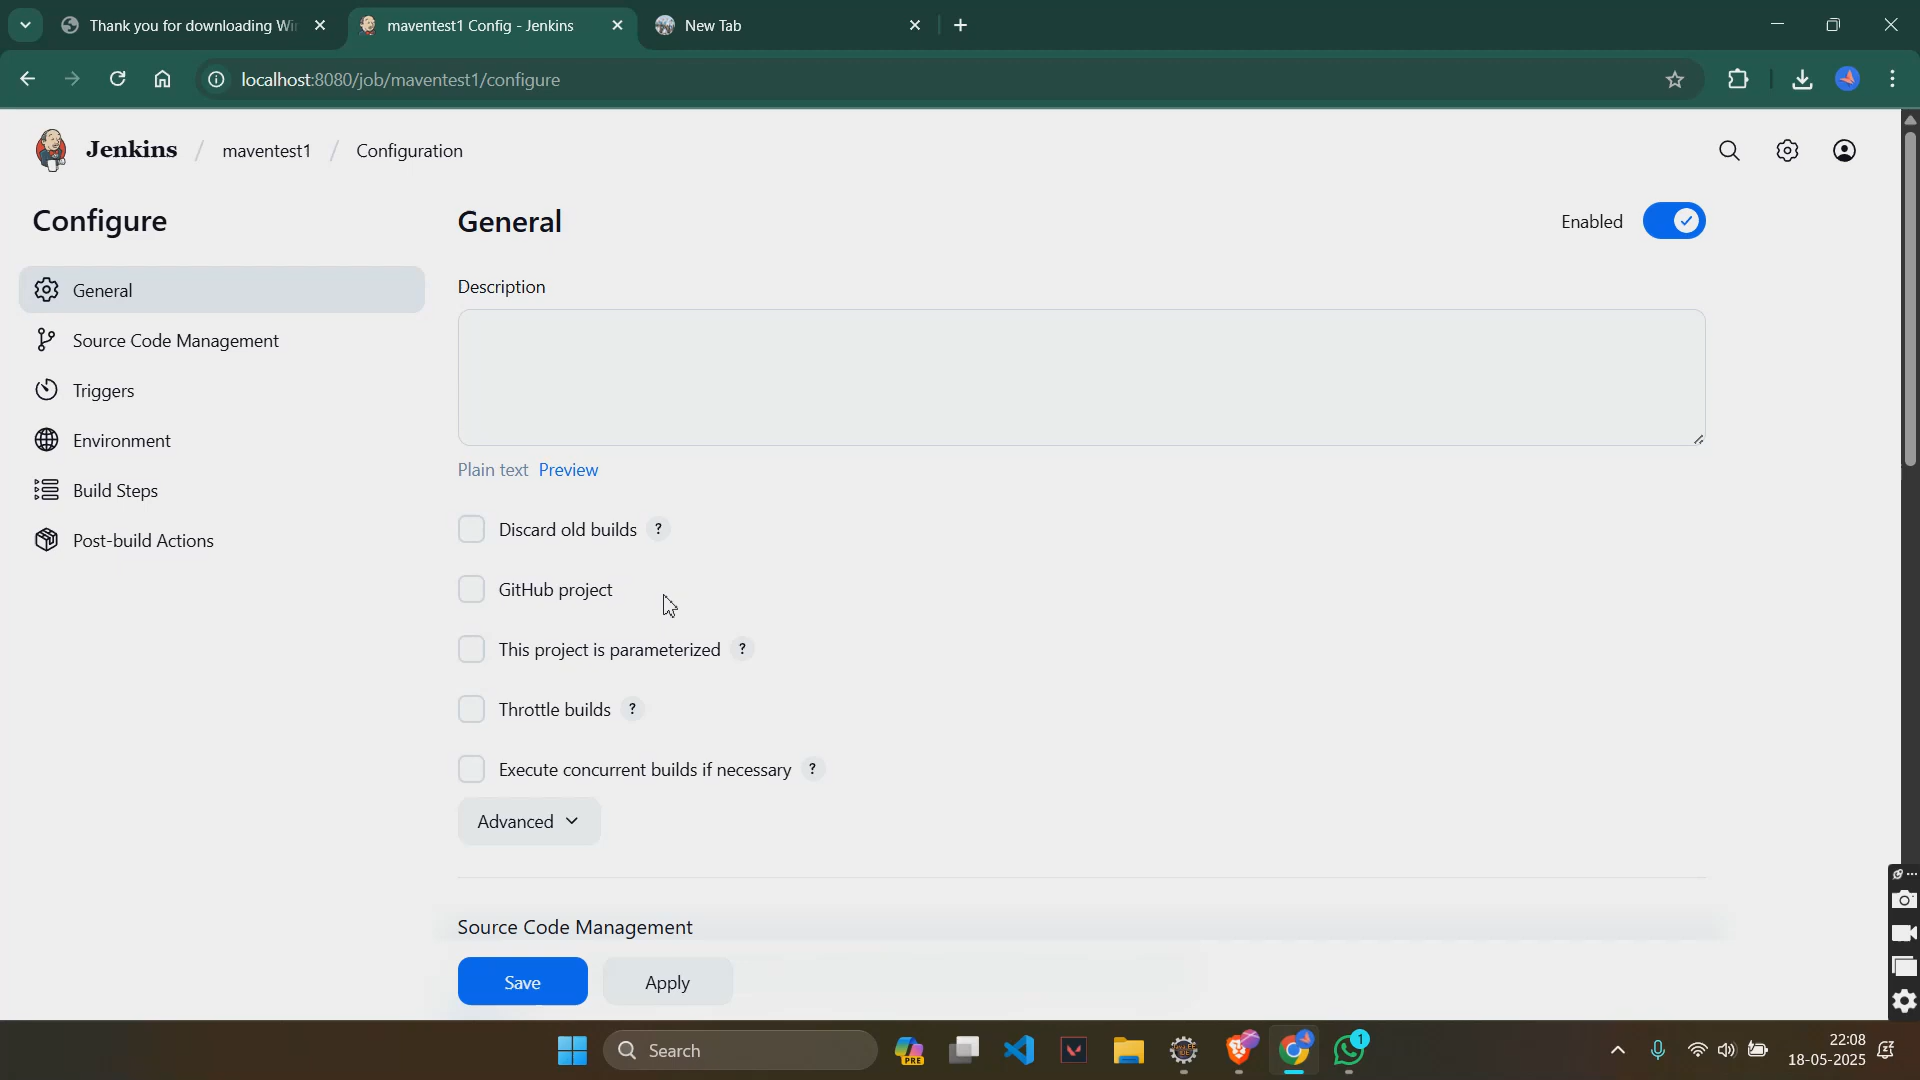 Thank you for downloading Wi
maventest1 Config - Jenkins
New Tab
localhost:8080/job/maventest1/configure
Jenkins / maventest1 / Configuration
Configure
General
Source Code Management
Triggers
Environment
Build Steps
Post-build Actions
General
Enabled
Description
Plain text Preview
Discard old builds ?
GitHub project
This project is parameterized ?
Throttle builds ?
Execute concurrent builds if necessary ?
Advanced
Source Code Management
Save Apply
Search
PRE
1
22:08
18-05-2025